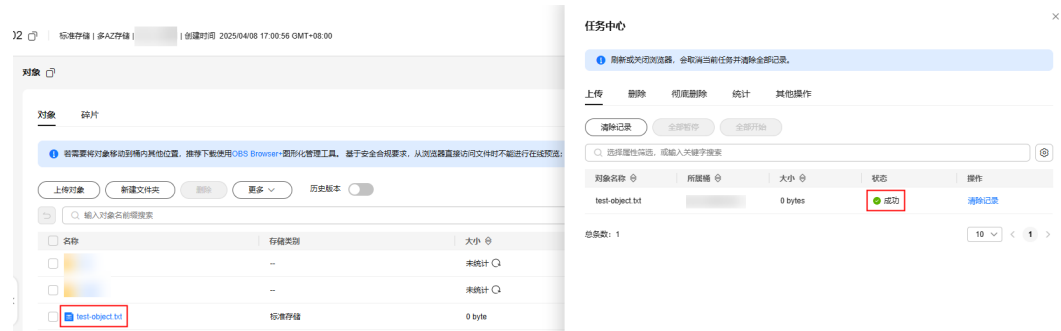 02 标准存储 | 多AZ存储 | | 创建时间 2025/04/08 17:00:56 GMT+08:00
对象
对象 碎片
若需要将对象移动到桶内其他位置，推荐下载使用OBS Browser+图形化管理工具。 基于安全合规要求，从浏览器直接访问文件时不能进行在线预览;
上传对象 新建文件夹 删除 更多 历史版本
输入对象名前缀搜索
名称 存储类别 大小
-- 未统计
-- 未统计
test-object.txt 标准存储 0 byte
任务中心
刷新或关闭浏览器，会取消当前任务并清除全部记录。
上传 删除 彻底删除 统计 其他操作
清除记录 全部暂停 全部开始
选择属性筛选，或输入关键字搜索
对象名称 所属桶 大小 状态 操作
test-object.txt 0 bytes 成功 清除记录
总条数：1 10 1